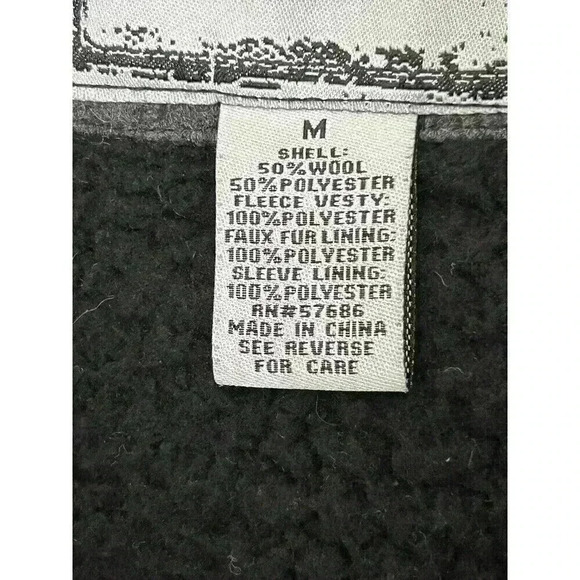 M
SHELL:
50%WOOL
50%POLYESTER
FLEECE VESTY:
100%POLYESTER
FAUX FUR LINING:
100%POLYESTER
SLEEVE LINING:
100%POLYESTER
RN#57686
MADE IN CHINA
SEE REVERSE
FOR CARE